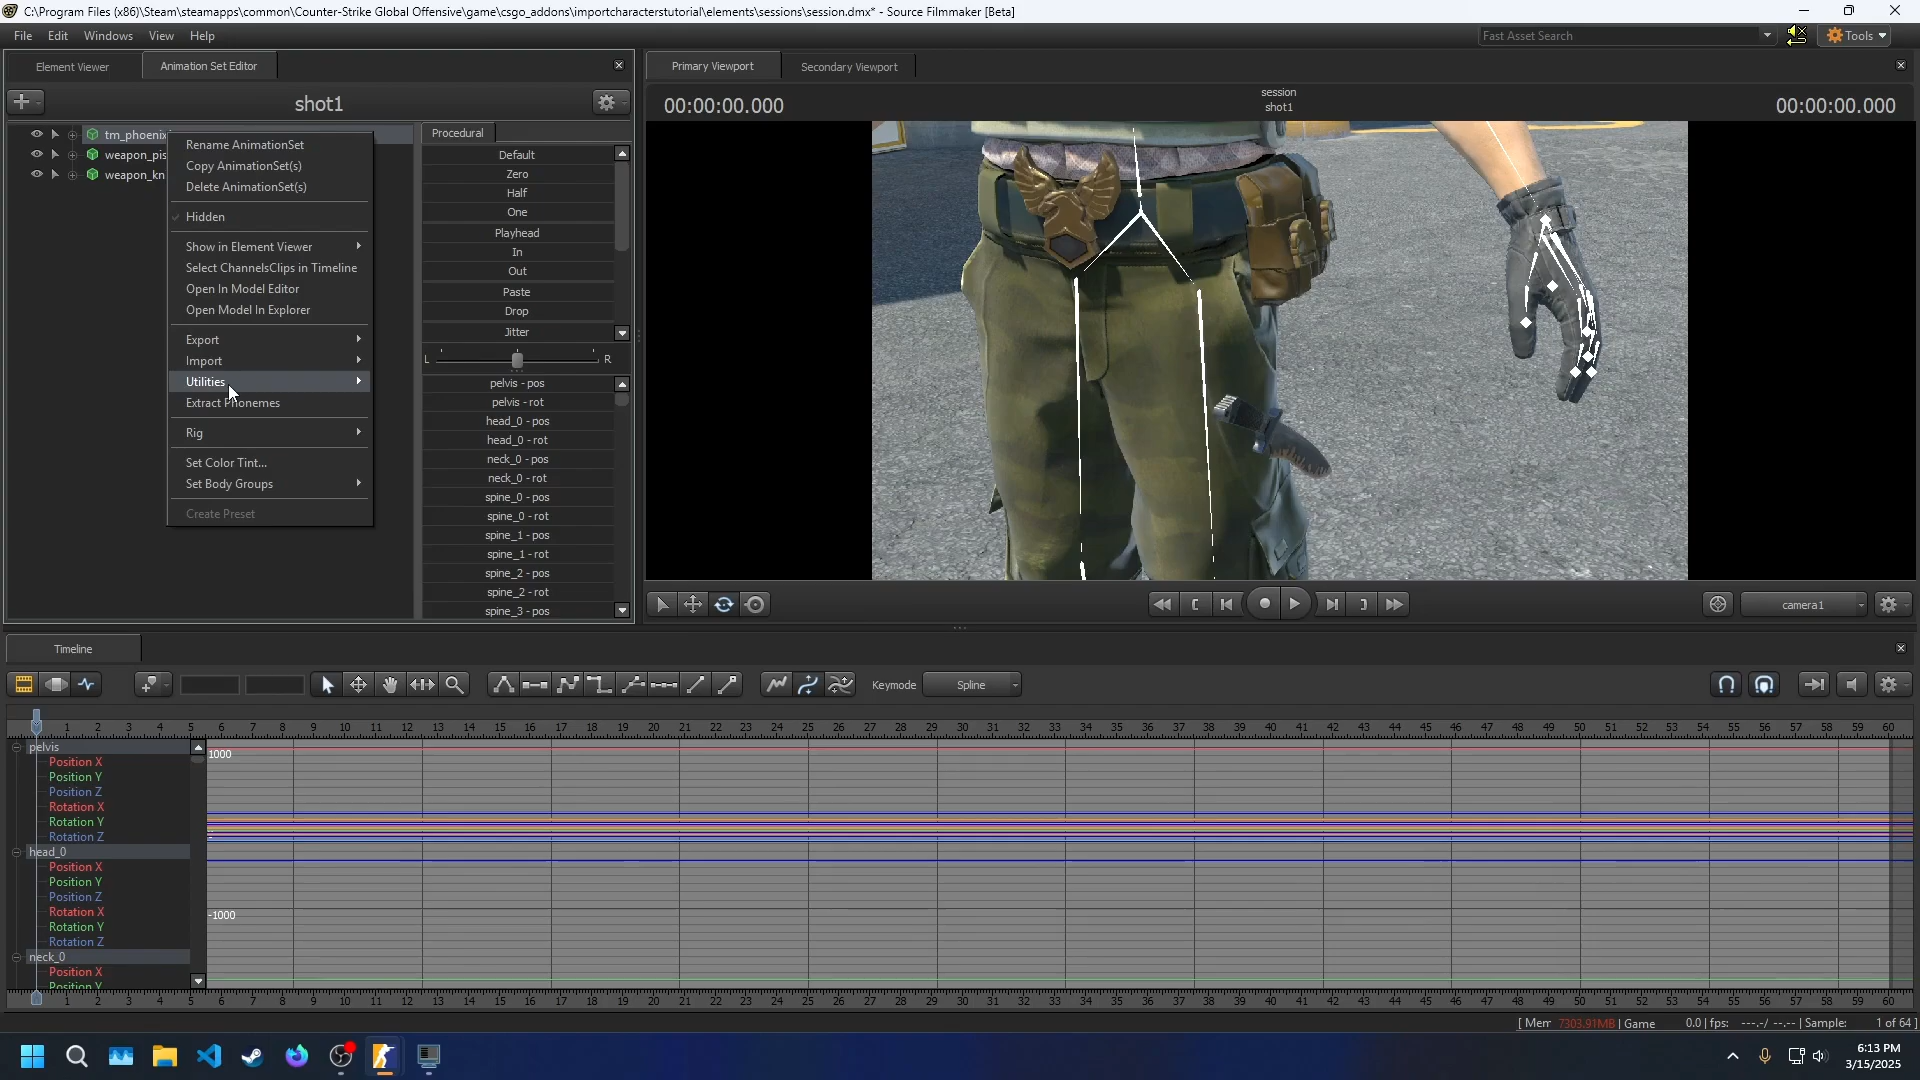 C:\Program Files (x86)\Steam\steamapps\common\Counter-Strike Global Offensive\game\csgo_addons\importcharacterstutorial\elements\sessions\session.dmx* - Source Filmmaker [Beta]
File Edit Windows View Help
Fast Asset Search
Tools
Element Viewer
Animation Set Editor
Primary Viewport
Secondary Viewport
shot1
00:00:00.000
session
shot1
00:00:00.000
tm_phoenix
weapon_pis
weapon_kn
Rename AnimationSet
Copy AnimationSet(s)
Delete AnimationSet(s)
Hidden
Show in Element Viewer
Select ChannelsClips in Timeline
Open In Model Editor
Open Model In Explorer
Export
Import
Utilities
Extract Phonemes
Rig
Set Color Tint...
Set Body Groups
Create Preset
Procedural
Default
Zero
Half
One
Playhead
In
Out
Paste
Drop
Jitter
L R
pelvis - pos
pelvis - rot
head_0 - pos
head_0 - rot
neck_0 - pos
neck_0 - rot
spine_0 - pos
spine_0 - rot
spine_1 - pos
spine_1 - rot
spine_2 - pos
spine_2 - rot
spine_3 - pos
camera1
Timeline
Keymode Spline
1 2 3 4 5 6 7 8 9 10 11 12 13 14 15 16 17 18 19 20 21 22 23 24 25 26 27 28 29 30 31 32 33 34 35 36 37 38 39 40 41 42 43 44 45 46 47 48 49 50 51 52 53 54 55 56 57 58 59 60
pelvis
Position X
Position Y
Position Z
Rotation X
Rotation Y
Rotation Z
head_0
Position X
Position Y
Position Z
Rotation X
Rotation Y
Rotation Z
neck_0
Position X
Position Y
1000
-1000
1 2 3 4 5 6 7 8 9 10 11 12 13 14 15 16 17 18 19 20 21 22 23 24 25 26 27 28 29 30 31 32 33 34 35 36 37 38 39 40 41 42 43 44 45 46 47 48 49 50 51 52 53 54 55 56 57 58 59 60
[ Mem 7303.91MB | Game 0.0 | fps: ---.-/ --.-- | Sample: 1 of 64 ]
6:13 PM
3/15/2025